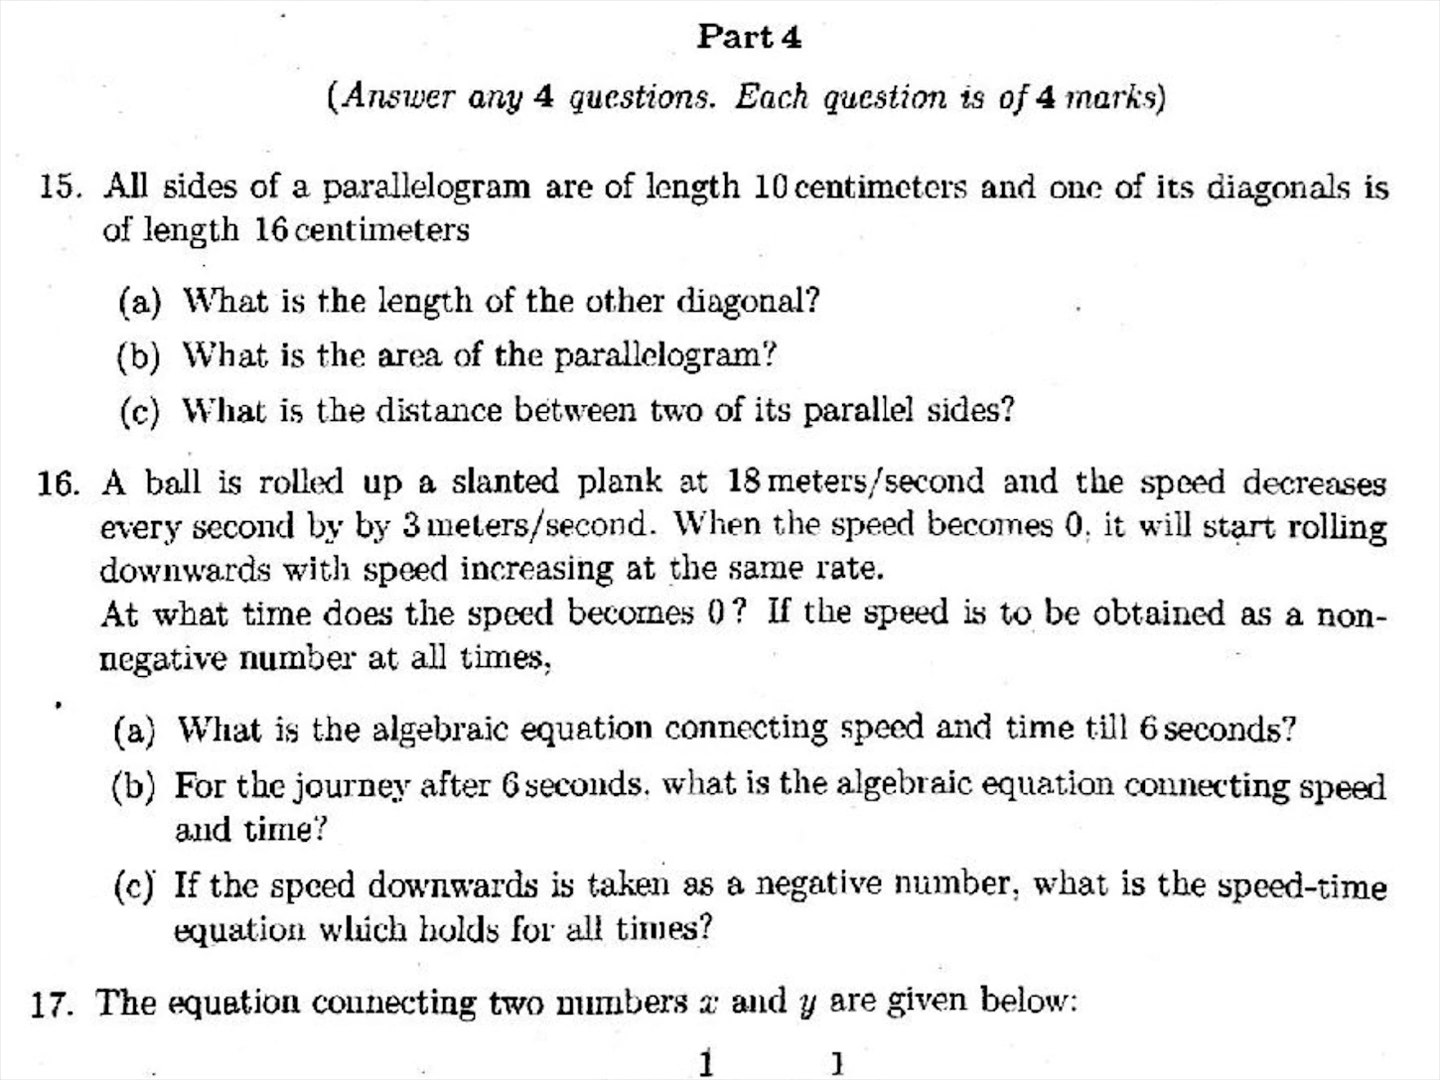 Part 4
(Answer any 4 questions. Each question is of 4 marks)
15. All sides of a parallelogram are of length 10 centimeters and one of its diagonals is
of length 16 centimeters
(a) What is the length of the other diagonal?
(b) What is the area of the parallelogram?
(c) What is the distance between two of its parallel sides?
16. A ball is rolled up a slanted plank at 18 meters/second and the speed decreases
every second by by 3 meters/second. When the speed becomes 0, it will start rolling
downwards with speed increasing at the same rate.
At what time does the speed becomes 0? If the speed is to be obtained as a non-
negative number at all times,
(a) What is the algebraic equation connecting speed and time till 6 seconds?
(b) For the journey after 6 seconds, what is the algebraic equation connecting speed
and time?
(c) If the speed downwards is taken as a negative number, what is the speed-time
equation which holds for all times?
17. The equation connecting two numbers x and y are given below:
1 1